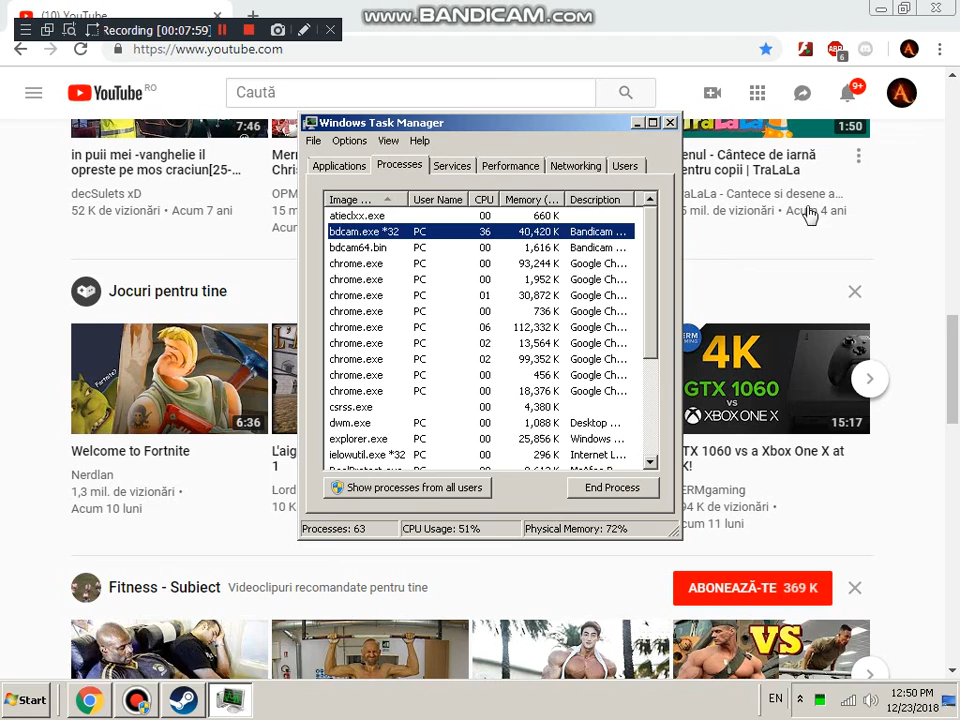 (10) YouTube
www.BANDICAM.com
Recording [00:07:59]
https://www.youtube.com
6
YouTube RO
Caută
9+
7:46
1:50
in puii mei -vanghelie il
opreste pe mos craciun[25-...
decSulets xD
52 K de vizionări • Acum 7 ani
OPM
15 m
Acum
enul - Cântece de iarnă
entru copii | TraLaLa
aLaLa - Cantece si desene a...
mil. de vizionări • Acum 4 ani
Windows Task Manager
File Options View Help
Applications Processes Services Performance Networking Users
Image ... User Name CPU Memory (... Description
atieclxx.exe 00 660 K
bdcam.exe *32 PC 36 40,420 K Bandicam ...
bdcam64.bin PC 00 1,616 K Bandicam ...
chrome.exe PC 00 93,244 K Google Ch...
chrome.exe PC 00 1,952 K Google Ch...
chrome.exe PC 01 30,872 K Google Ch...
chrome.exe PC 00 736 K Google Ch...
chrome.exe PC 06 112,332 K Google Ch...
chrome.exe PC 02 13,564 K Google Ch...
chrome.exe PC 02 99,352 K Google Ch...
chrome.exe PC 00 456 K Google Ch...
chrome.exe PC 00 18,376 K Google Ch...
csrss.exe 00 4,380 K
dwm.exe PC 00 1,088 K Desktop ...
explorer.exe PC 00 25,856 K Windows ...
ielowutil.exe *32 PC 00 296 K Internet L...
Show processes from all users
End Process
Processes: 63 CPU Usage: 51% Physical Memory: 72%
Jocuri pentru tine
Fortnite?
6:36
4K
GTX 1060
vs
XBOX ONE X
15:17
Welcome to Fortnite
Nerdlan
1,3 mil. de vizionări •
Acum 10 luni
L'aig
1
Lord
10 K
GTX 1060 vs a Xbox One X at
K!
ERMgaming
94 K de vizionări •
Acum 11 luni
Fitness - Subiect Videoclipuri recomandate pentru tine
ABONEAZĂ-TE 369 K
VS
Start
EN
12:50 PM
12/23/2018